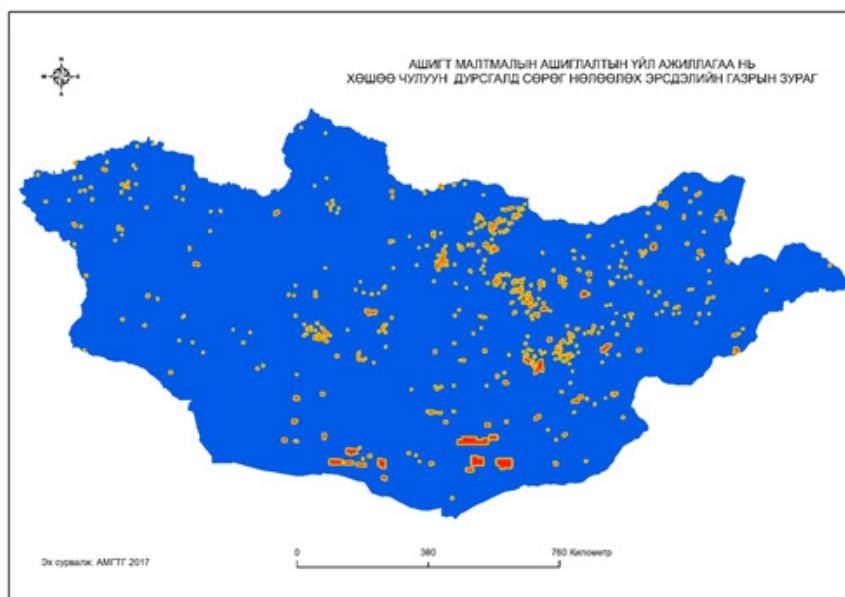 АШИГТ МАЛТМАЛЫН АШИГЛАЛТЫН ҮЙЛ АЖИЛЛАГАА НЬ
ХӨШӨӨ ЧУЛУУН ДУРСГАЛД СӨРӨГ НӨЛӨӨЛӨХ ЭРСДЭЛИЙН ГАЗРЫН ЗУРАГ
Эх сурвалж: АМГТГ 2017
0 380 760 Километр